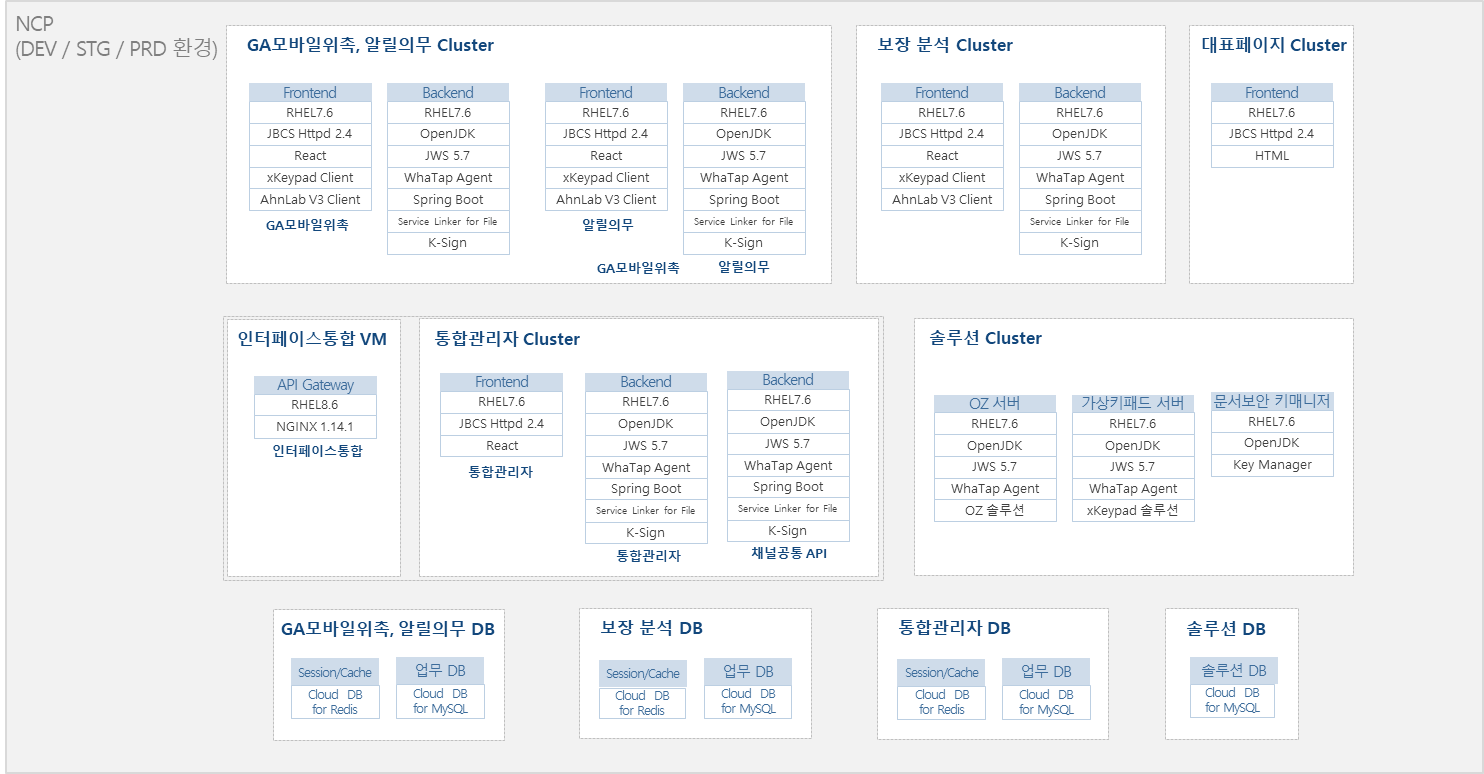 NCP
(DEV / STG / PRD 환경)
GA모바일위촉, 알릴의무 Cluster
Frontend
RHEL7.6
JBCS Httpd 2.4
React
xKeypad Client
AhnLab V3 Client
GA모바일위촉
Backend
RHEL7.6
OpenJDK
JWS 5.7
WhaTap Agent
Spring Boot
Service Linker for File
K-Sign
Frontend
RHEL7.6
JBCS Httpd 2.4
React
xKeypad Client
AhnLab V3 Client
알릴의무
GA모바일위촉
Backend
RHEL7.6
OpenJDK
JWS 5.7
WhaTap Agent
Spring Boot
Service Linker for File
K-Sign
알릴의무
보장 분석 Cluster
Frontend
RHEL7.6
JBCS Httpd 2.4
React
xKeypad Client
AhnLab V3 Client
Backend
RHEL7.6
OpenJDK
JWS 5.7
WhaTap Agent
Spring Boot
Service Linker for File
K-Sign
대표페이지 Cluster
Frontend
RHEL7.6
JBCS Httpd 2.4
HTML
인터페이스통합 VM
API Gateway
RHEL8.6
NGINX 1.14.1
인터페이스통합
통합관리자 Cluster
Frontend
RHEL7.6
JBCS Httpd 2.4
React
통합관리자
Backend
RHEL7.6
OpenJDK
JWS 5.7
WhaTap Agent
Spring Boot
Service Linker for File
K-Sign
통합관리자
Backend
RHEL7.6
OpenJDK
JWS 5.7
WhaTap Agent
Spring Boot
Service Linker for File
K-Sign
채널공통 API
솔루션 Cluster
OZ 서버
RHEL7.6
OpenJDK
JWS 5.7
WhaTap Agent
OZ 솔루션
가상키패드 서버
RHEL7.6
OpenJDK
JWS 5.7
WhaTap Agent
xKeypad 솔루션
문서보안 키매니저
RHEL7.6
OpenJDK
Key Manager
GA모바일위촉, 알릴의무 DB
Session/Cache
Cloud DB
for Redis
업무 DB
Cloud DB
for MySQL
보장 분석 DB
Session/Cache
Cloud DB
for Redis
업무 DB
Cloud DB
for MySQL
통합관리자 DB
Session/Cache
Cloud DB
for Redis
업무 DB
Cloud DB
for MySQL
솔루션 DB
솔루션 DB
Cloud DB
for MySQL